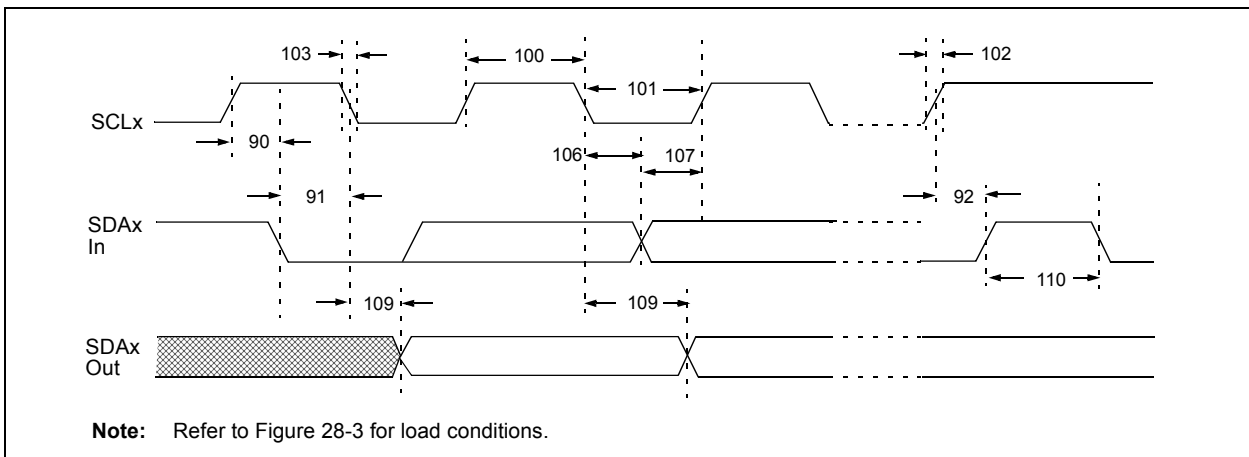 103
100
102
101
SCLx
90
106
107
91
92
SDAx
In
110
109
109
SDAx
Out
Note: Refer to Figure 28-3 for load conditions.